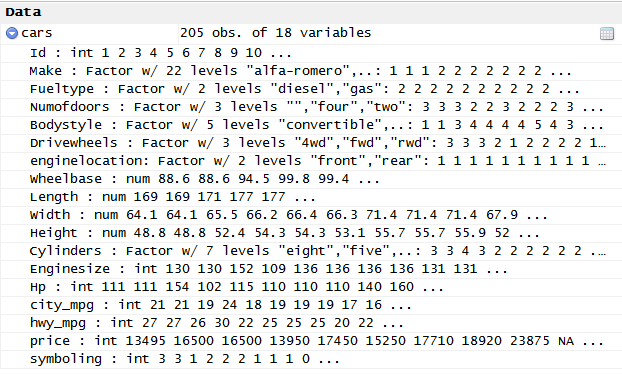 Data
cars 205 obs. of 18 variables
Id : int 1 2 3 4 5 6 7 8 9 10 ...
Make : Factor w/ 22 levels "alfa-romero",..: 1 1 1 2 2 2 2 2 2 2 ...
Fueltype : Factor w/ 2 levels "diesel","gas": 2 2 2 2 2 2 2 2 2 2 ...
Numofdoors : Factor w/ 3 levels "","four","two": 3 3 3 2 2 3 2 2 2 3 ...
Bodystyle : Factor w/ 5 levels "convertible",..: 1 1 3 4 4 4 4 5 4 3 ...
Drivewheels : Factor w/ 3 levels "4wd","fwd","rwd": 3 3 3 2 1 2 2 2 2 1…
enginelocation: Factor w/ 2 levels "front","rear": 1 1 1 1 1 1 1 1 1 1 …
Wheelbase : num 88.6 88.6 94.5 99.8 99.4 ...
Length : num 169 169 171 177 177 ...
Width : num 64.1 64.1 65.5 66.2 66.4 66.3 71.4 71.4 71.4 67.9 ...
Height : num 48.8 48.8 52.4 54.3 54.3 53.1 55.7 55.7 55.9 52 ...
Cylinders : Factor w/ 7 levels "eight","five",..: 3 3 4 3 2 2 2 2 2 2 .…
Enginesize : int 130 130 152 109 136 136 136 136 131 131 ...
Hp : int 111 111 154 102 115 110 110 110 140 160 ...
city_mpg : int 21 21 19 24 18 19 19 19 17 16 ...
hwy_mpg : int 27 27 26 30 22 25 25 25 20 22 ...
price : int 13495 16500 16500 13950 17450 15250 17710 18920 23875 NA ...
symboling : int 3 3 1 2 2 2 1 1 1 0 ...